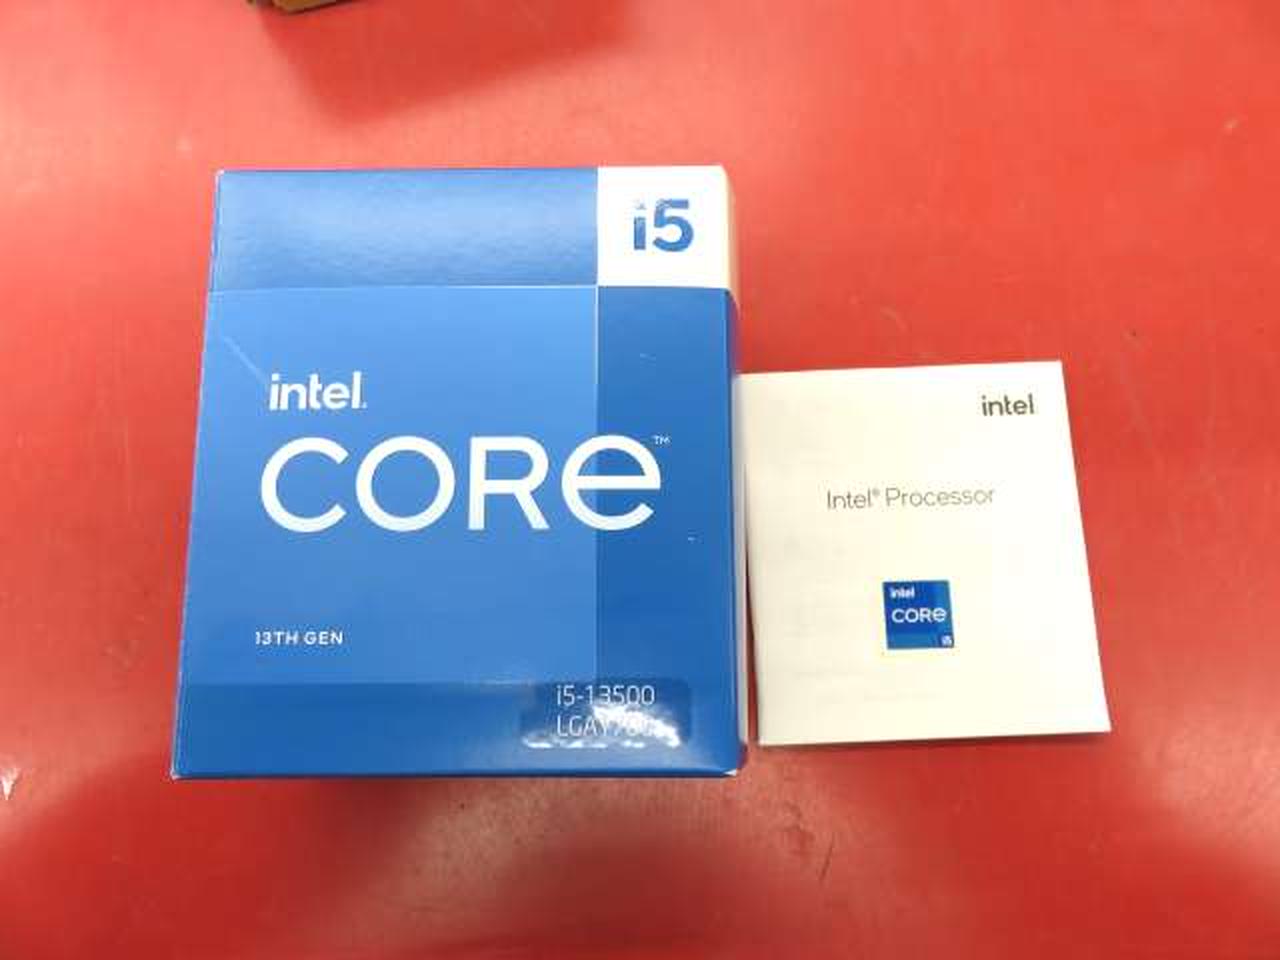 i5
intel.
CORE™
13TH GEN
i5-13500
intel
Intel® Processor
intel
CORE
i5